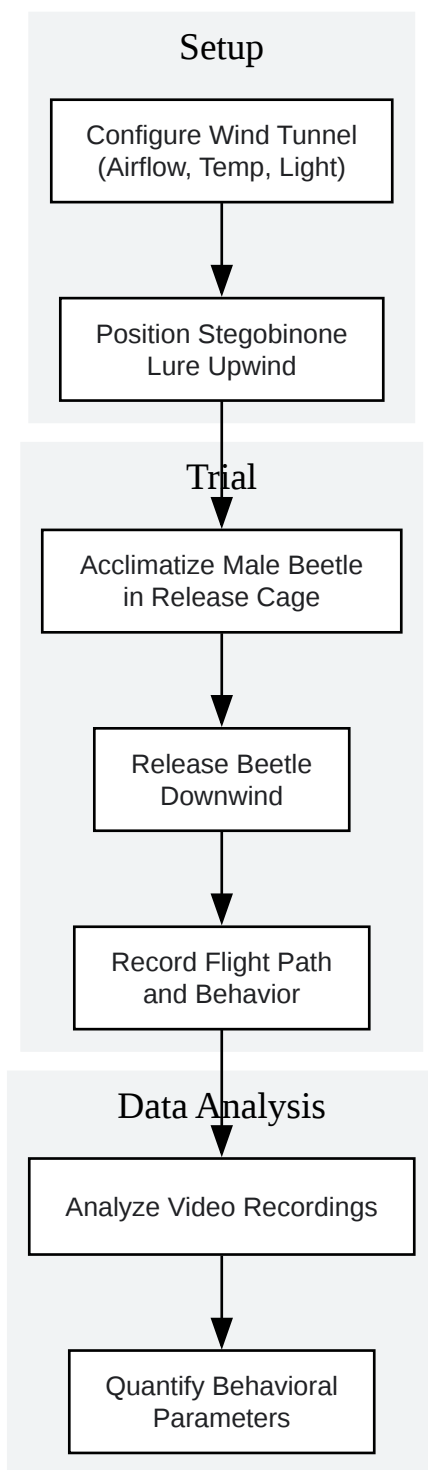 Setup
Configure Wind Tunnel
(Airflow, Temp, Light)
Position Stegobinone
Lure Upwind
Trial
Acclimatize Male Beetle
in Release Cage
Release Beetle
Downwind
Record Flight Path
and Behavior
Data Analysis
Analyze Video Recordings
Quantify Behavioral
Parameters